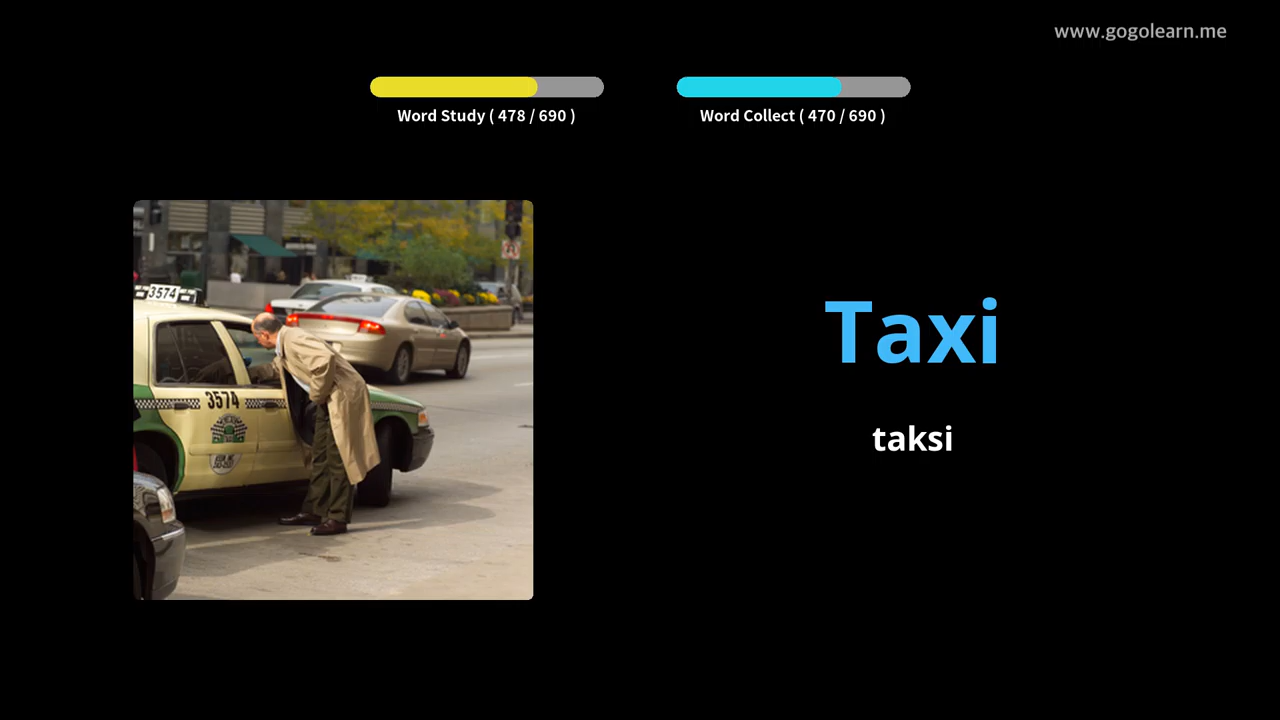 www.gogolearn.me
Word Study ( 478 / 690 )
Word Collect ( 470 / 690 )
3574
3574
Taxi
taksi